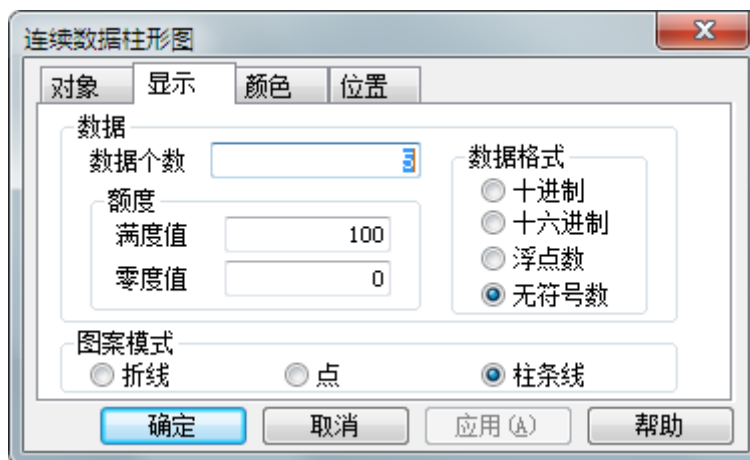 连续数据柱形图
对象 显示 颜色 位置
数据
数据个数 5
数据格式
十进制
十六进制
浮点数
无符号数
额度
满度值 100
零度值 0
图案模式
折线 点 柱条线
确定 取消 应用(A) 帮助